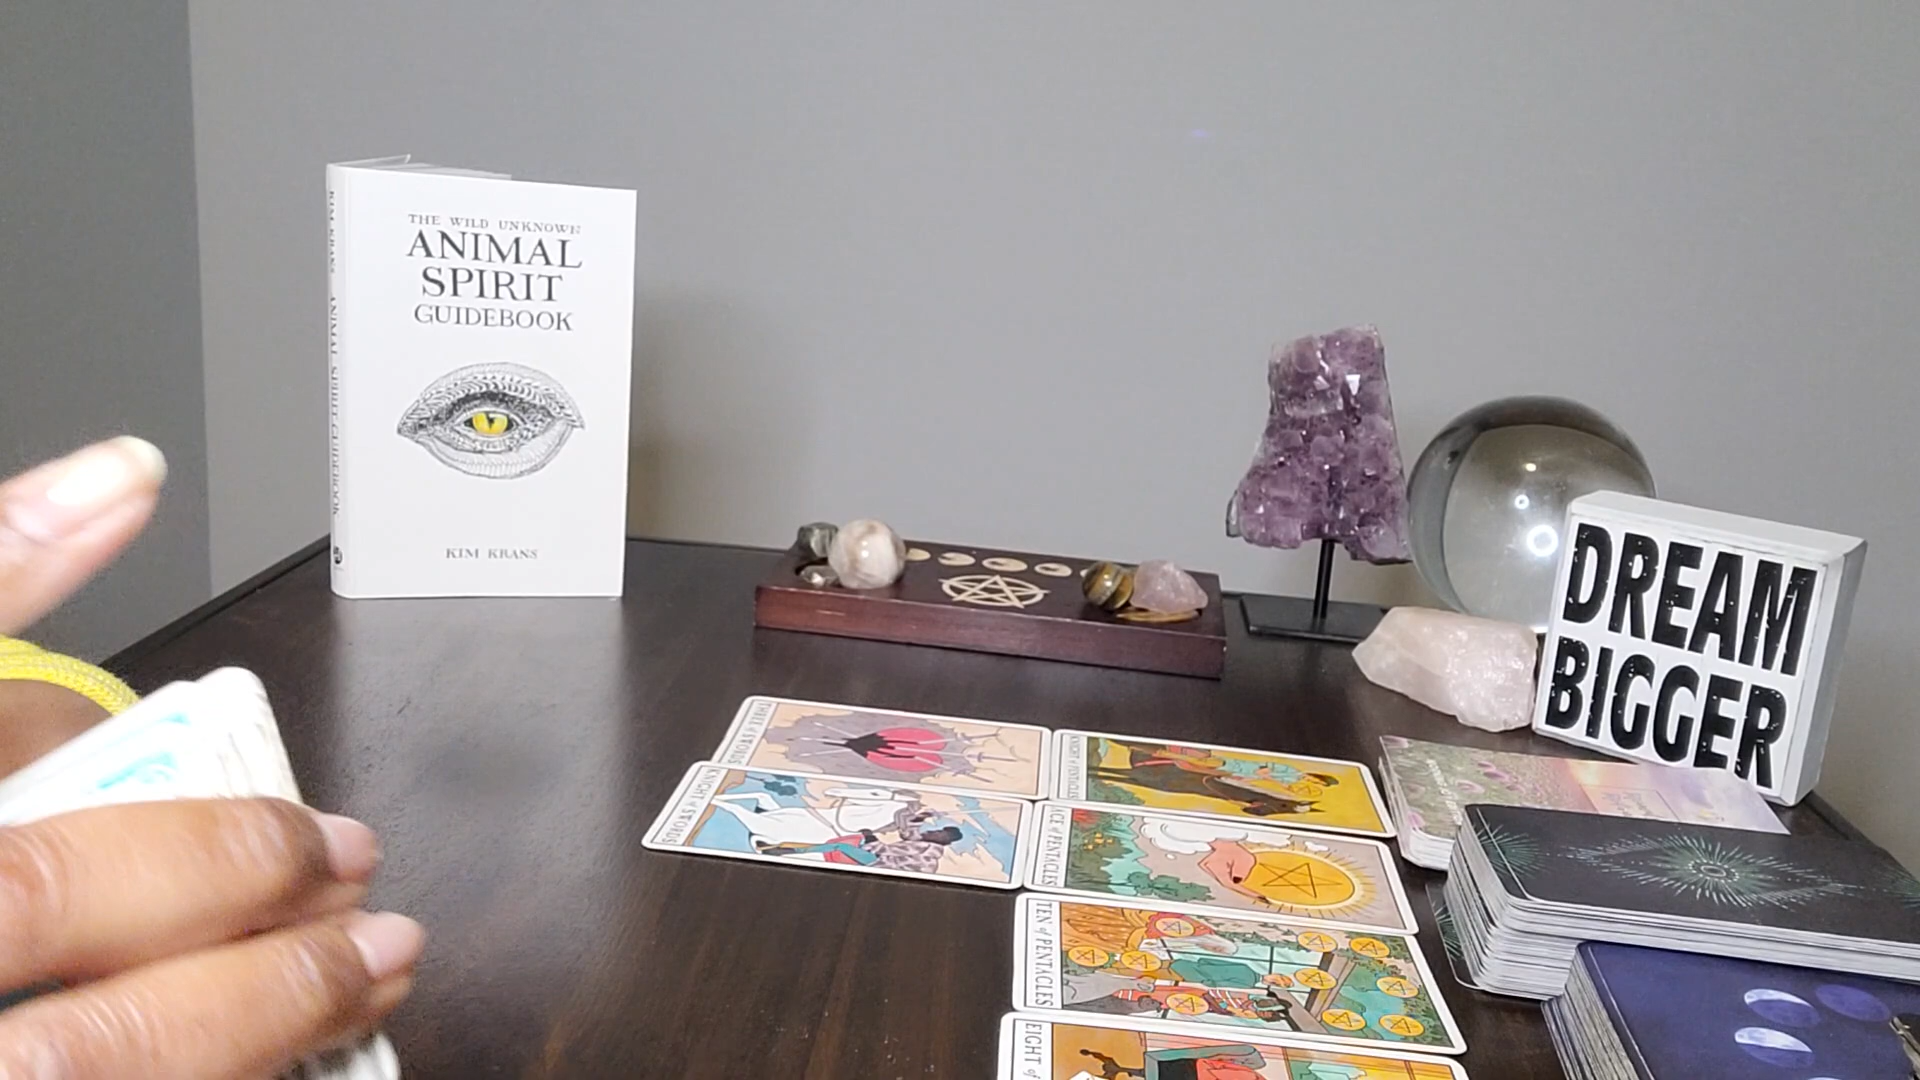 THE WILD UNKNOWN
ANIMAL
SPIRIT
GUIDEBOOK
KIM KRANS
KIM KRANS ANIMAL SPIRIT GUIDEBOOK
DREAM
BIGGER
THREE of SWORDS
KNIGHT of SWORDS
KNIGHT of PENTACLES
ACE of PENTACLES
TEN of PENTACLES
EIGHT of